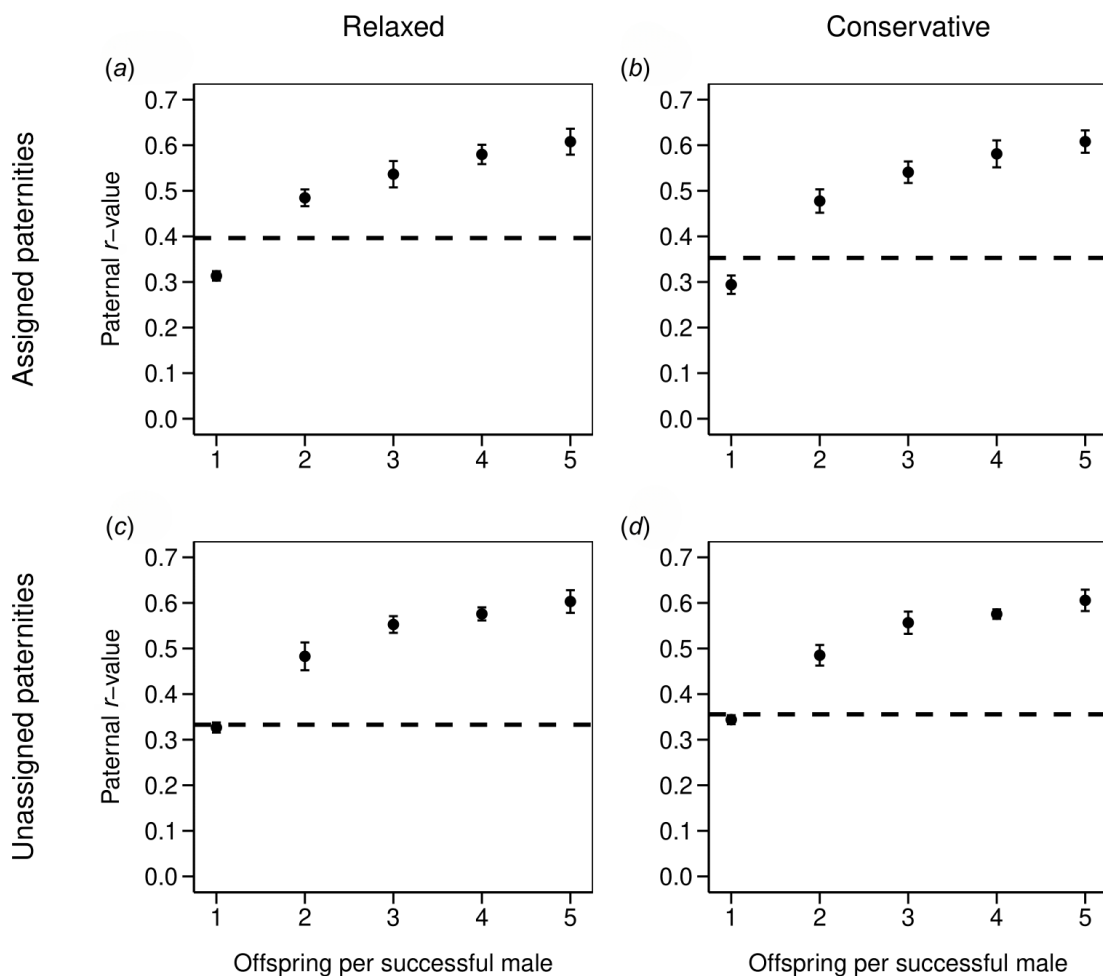 Relaxed
Conservative
(a)
(b)
Assigned paternities
Paternal r−value
0.7
0.6
0.5
0.4
0.3
0.2
0.1
0.0
1 2 3 4 5
0.7
0.6
0.5
0.4
0.3
0.2
0.1
0.0
1 2 3 4 5
(c)
(d)
Unassigned paternities
Paternal r−value
0.7
0.6
0.5
0.4
0.3
0.2
0.1
0.0
1 2 3 4 5
Offspring per successful male
0.7
0.6
0.5
0.4
0.3
0.2
0.1
0.0
1 2 3 4 5
Offspring per successful male